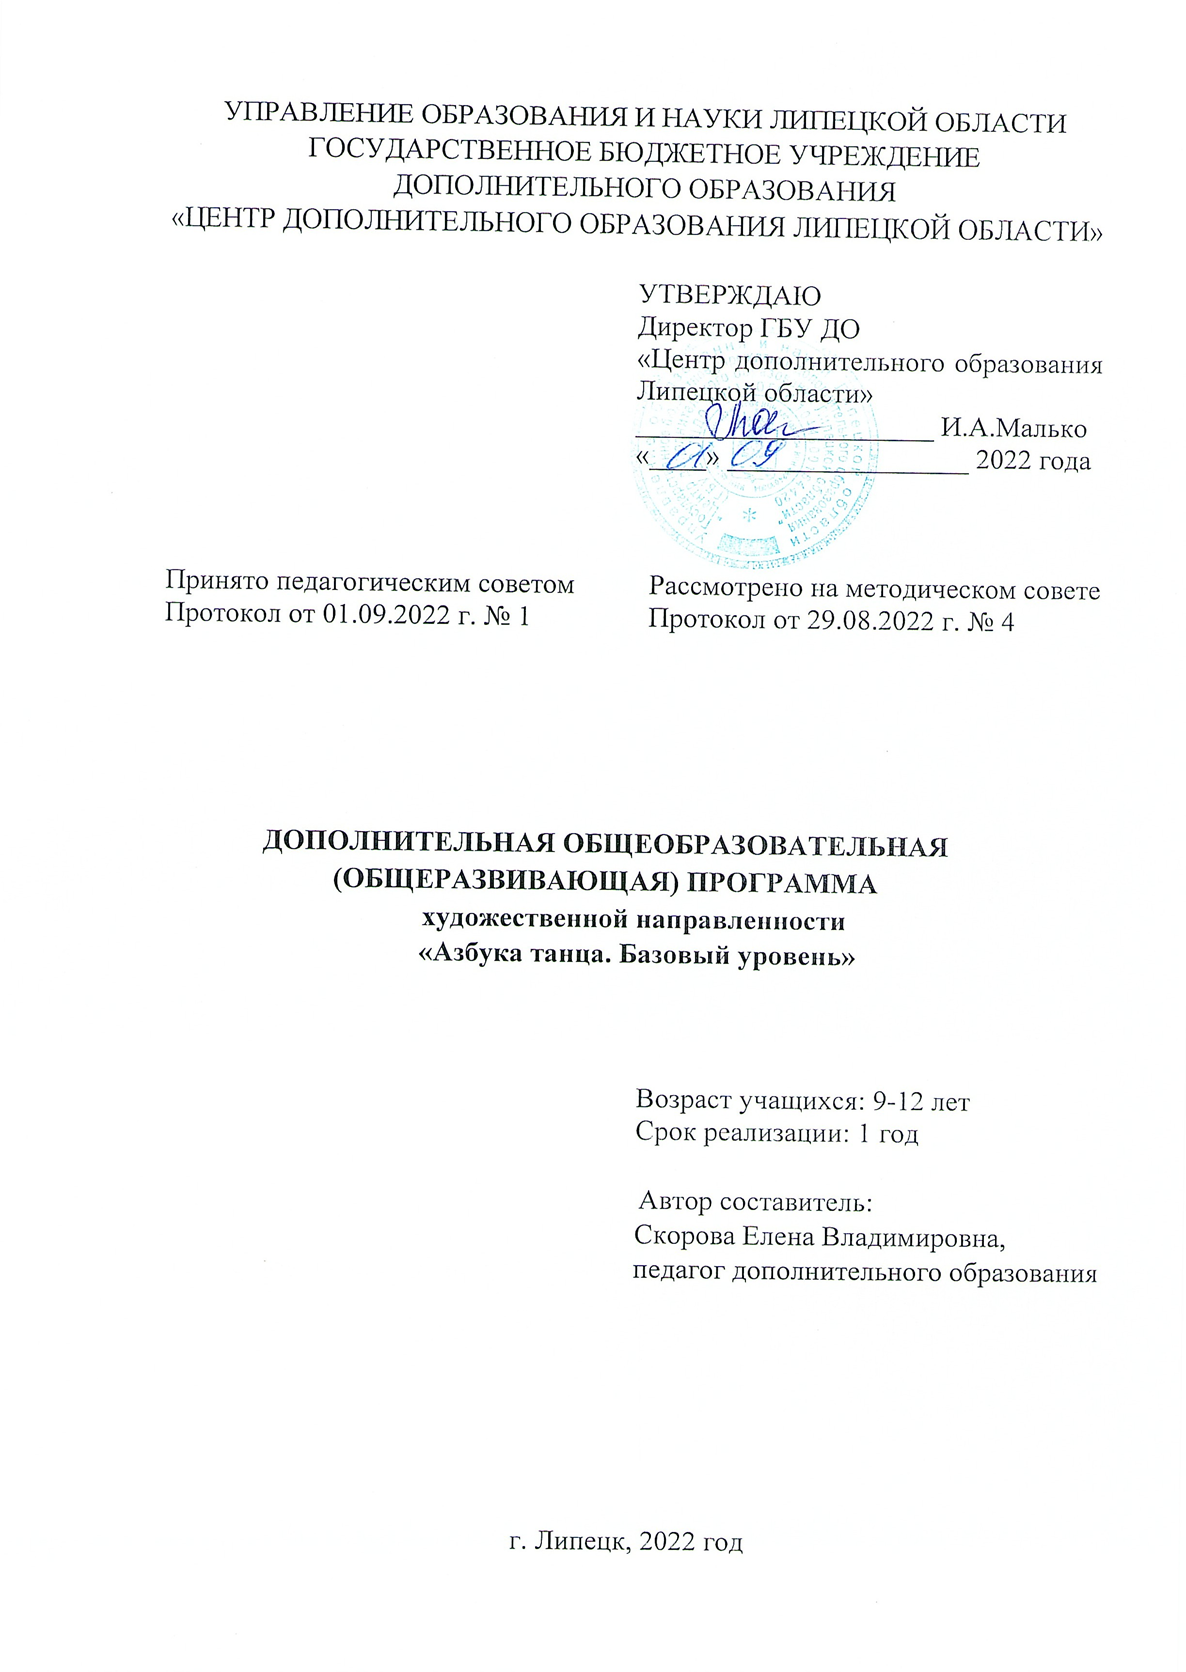 УПРАВЛЕНИЕ ОБРАЗОВАНИЯ И НАУКИ ЛИПЕЦКОЙ ОБЛАСТИ
ГОСУДАРСТВЕННОЕ БЮДЖЕТНОЕ УЧРЕЖДЕНИЕ
ДОПОЛНИТЕЛЬНОГО ОБРАЗОВАНИЯ
«ЦЕНТР ДОПОЛНИТЕЛЬНОГО ОБРАЗОВАНИЯ ЛИПЕЦКОЙ ОБЛАСТИ»
УТВЕРЖДАЮ
Директор ГБУ ДО
«Центр дополнительного образования
Липецкой области»
И.А.Малько
«01» 09 2022 года
Принято педагогическим советом
Протокол от 01.09.2022 г. № 1
Рассмотрено на методическом совете
Протокол от 29.08.2022 г. № 4
ДОПОЛНИТЕЛЬНАЯ ОБЩЕОБРАЗОВАТЕЛЬНАЯ
(ОБЩЕРАЗВИВАЮЩАЯ) ПРОГРАММА
художественной направленности
«Азбука танца. Базовый уровень»
Возраст учащихся: 9-12 лет
Срок реализации: 1 год
Автор составитель:
Скорова Елена Владимировна,
педагог дополнительного образования
г. Липецк, 2022 год